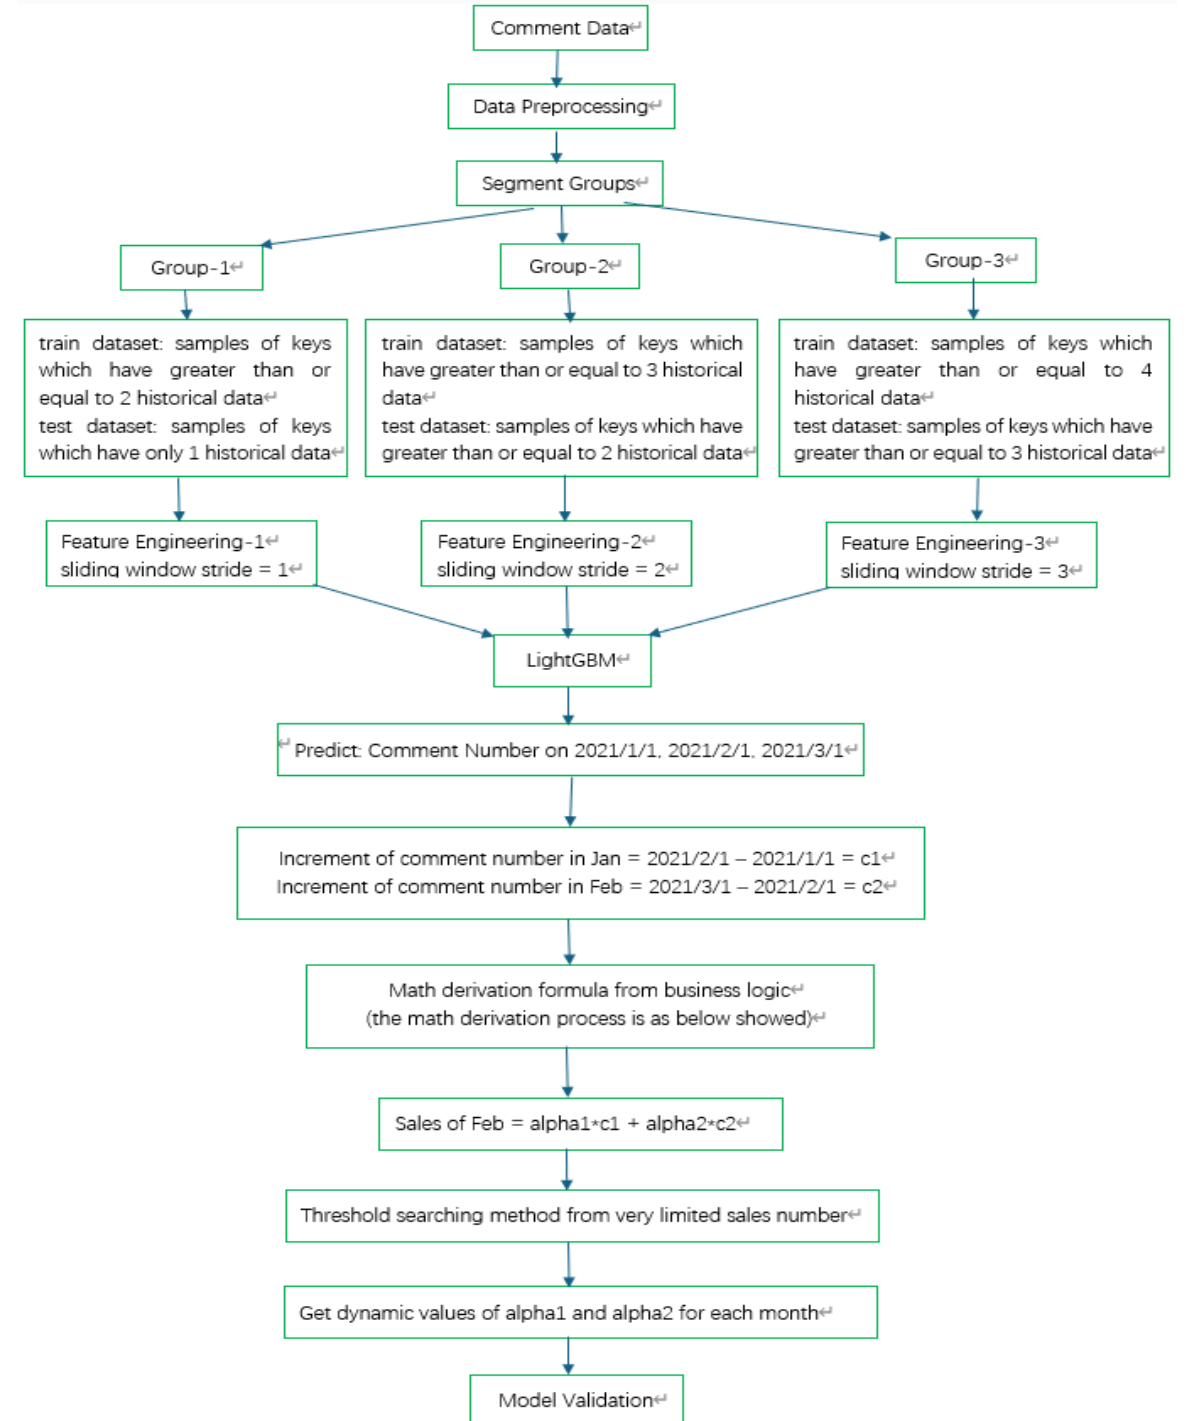 Comment Data
Data Preprocessing
Segment Groups
Group-1
Group-2
Group-3
train dataset: samples of keys
which have greater than or
equal to 2 historical data
test dataset: samples of keys
which have only 1 historical data
train dataset: samples of keys which
have greater than or equal to 3 historical
data
test dataset: samples of keys which have
greater than or equal to 2 historical data
train dataset: samples of keys which
have greater than or equal to 4
historical data
test dataset: samples of keys which have
greater than or equal to 3 historical data
Feature Engineering-1
sliding window stride = 1
Feature Engineering-2
sliding window stride = 2
Feature Engineering-3
sliding window stride = 3
LightGBM
Predict: Comment Number on 2021/1/1, 2021/2/1, 2021/3/1
Increment of comment number in Jan = 2021/2/1 – 2021/1/1 = c1
Increment of comment number in Feb = 2021/3/1 – 2021/2/1 = c2
Math derivation formula from business logic
(the math derivation process is as below showed)
Sales of Feb = alpha1*c1 + alpha2*c2
Threshold searching method from very limited sales number
Get dynamic values of alpha1 and alpha2 for each month
Model Validation